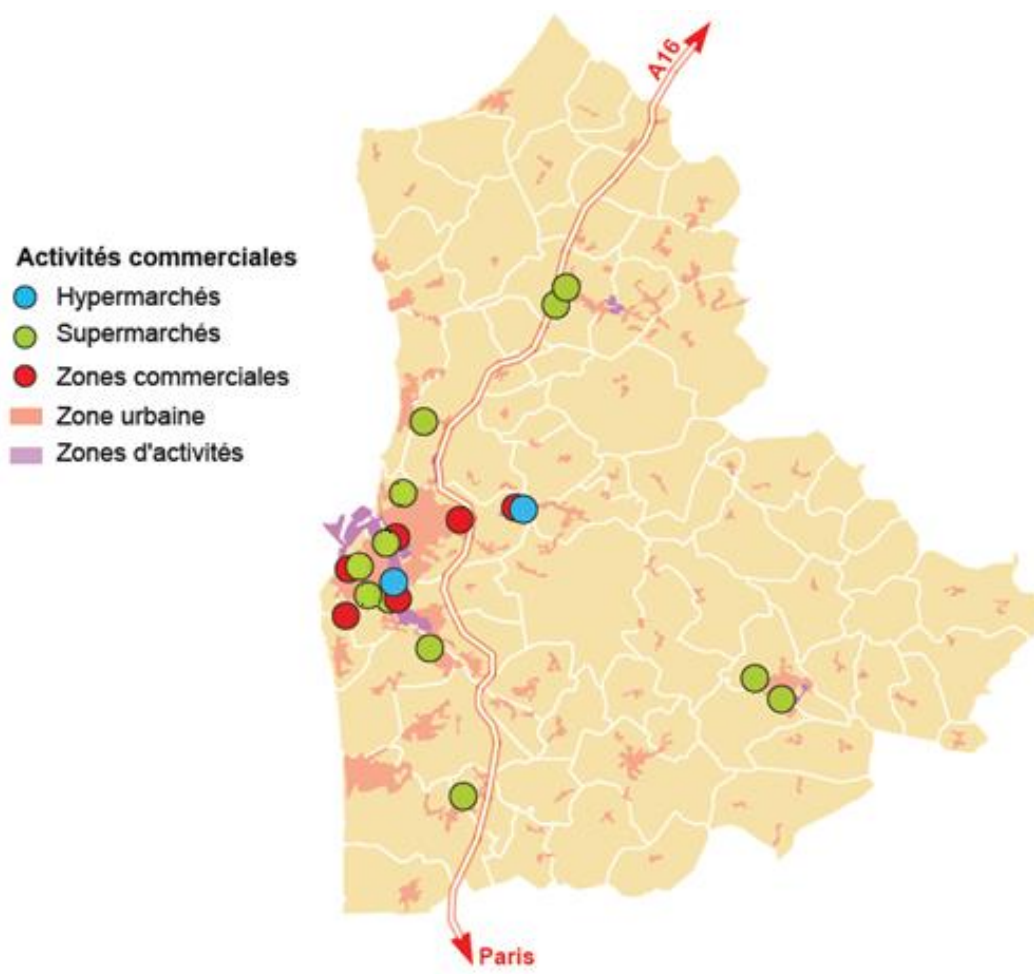 A16
Activités commerciales
Hypermarchés
Supermarchés
Zones commerciales
Zone urbaine
Zones d'activités
Paris